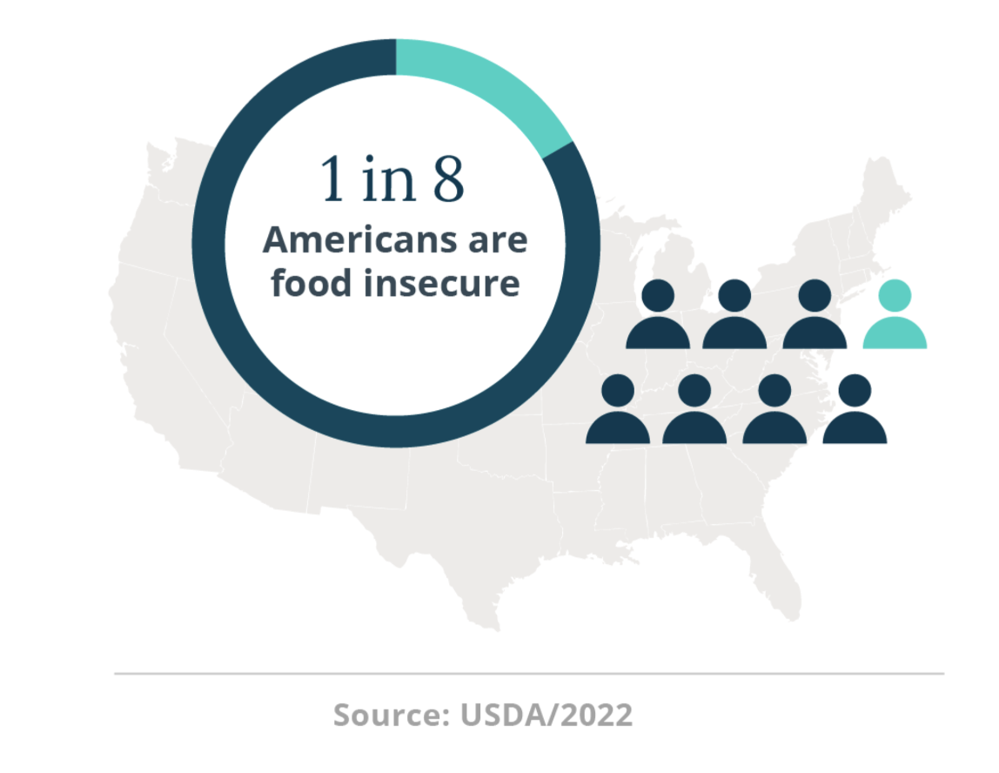 1 in 8
Americans are
food insecure
Source: USDA/2022